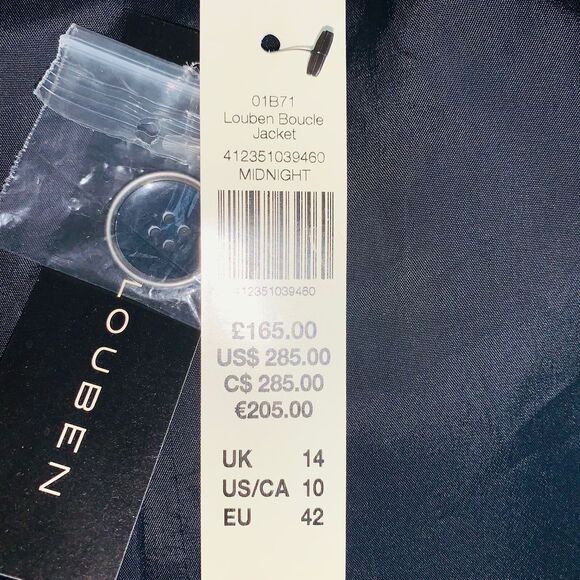 01B71
Louben Boucle
Jacket
412351039460
MIDNIGHT
412351039460
£165.00
US$ 285.00
C$ 285.00
€205.00
UK 14
US/CA 10
EU 42
LOUBEN